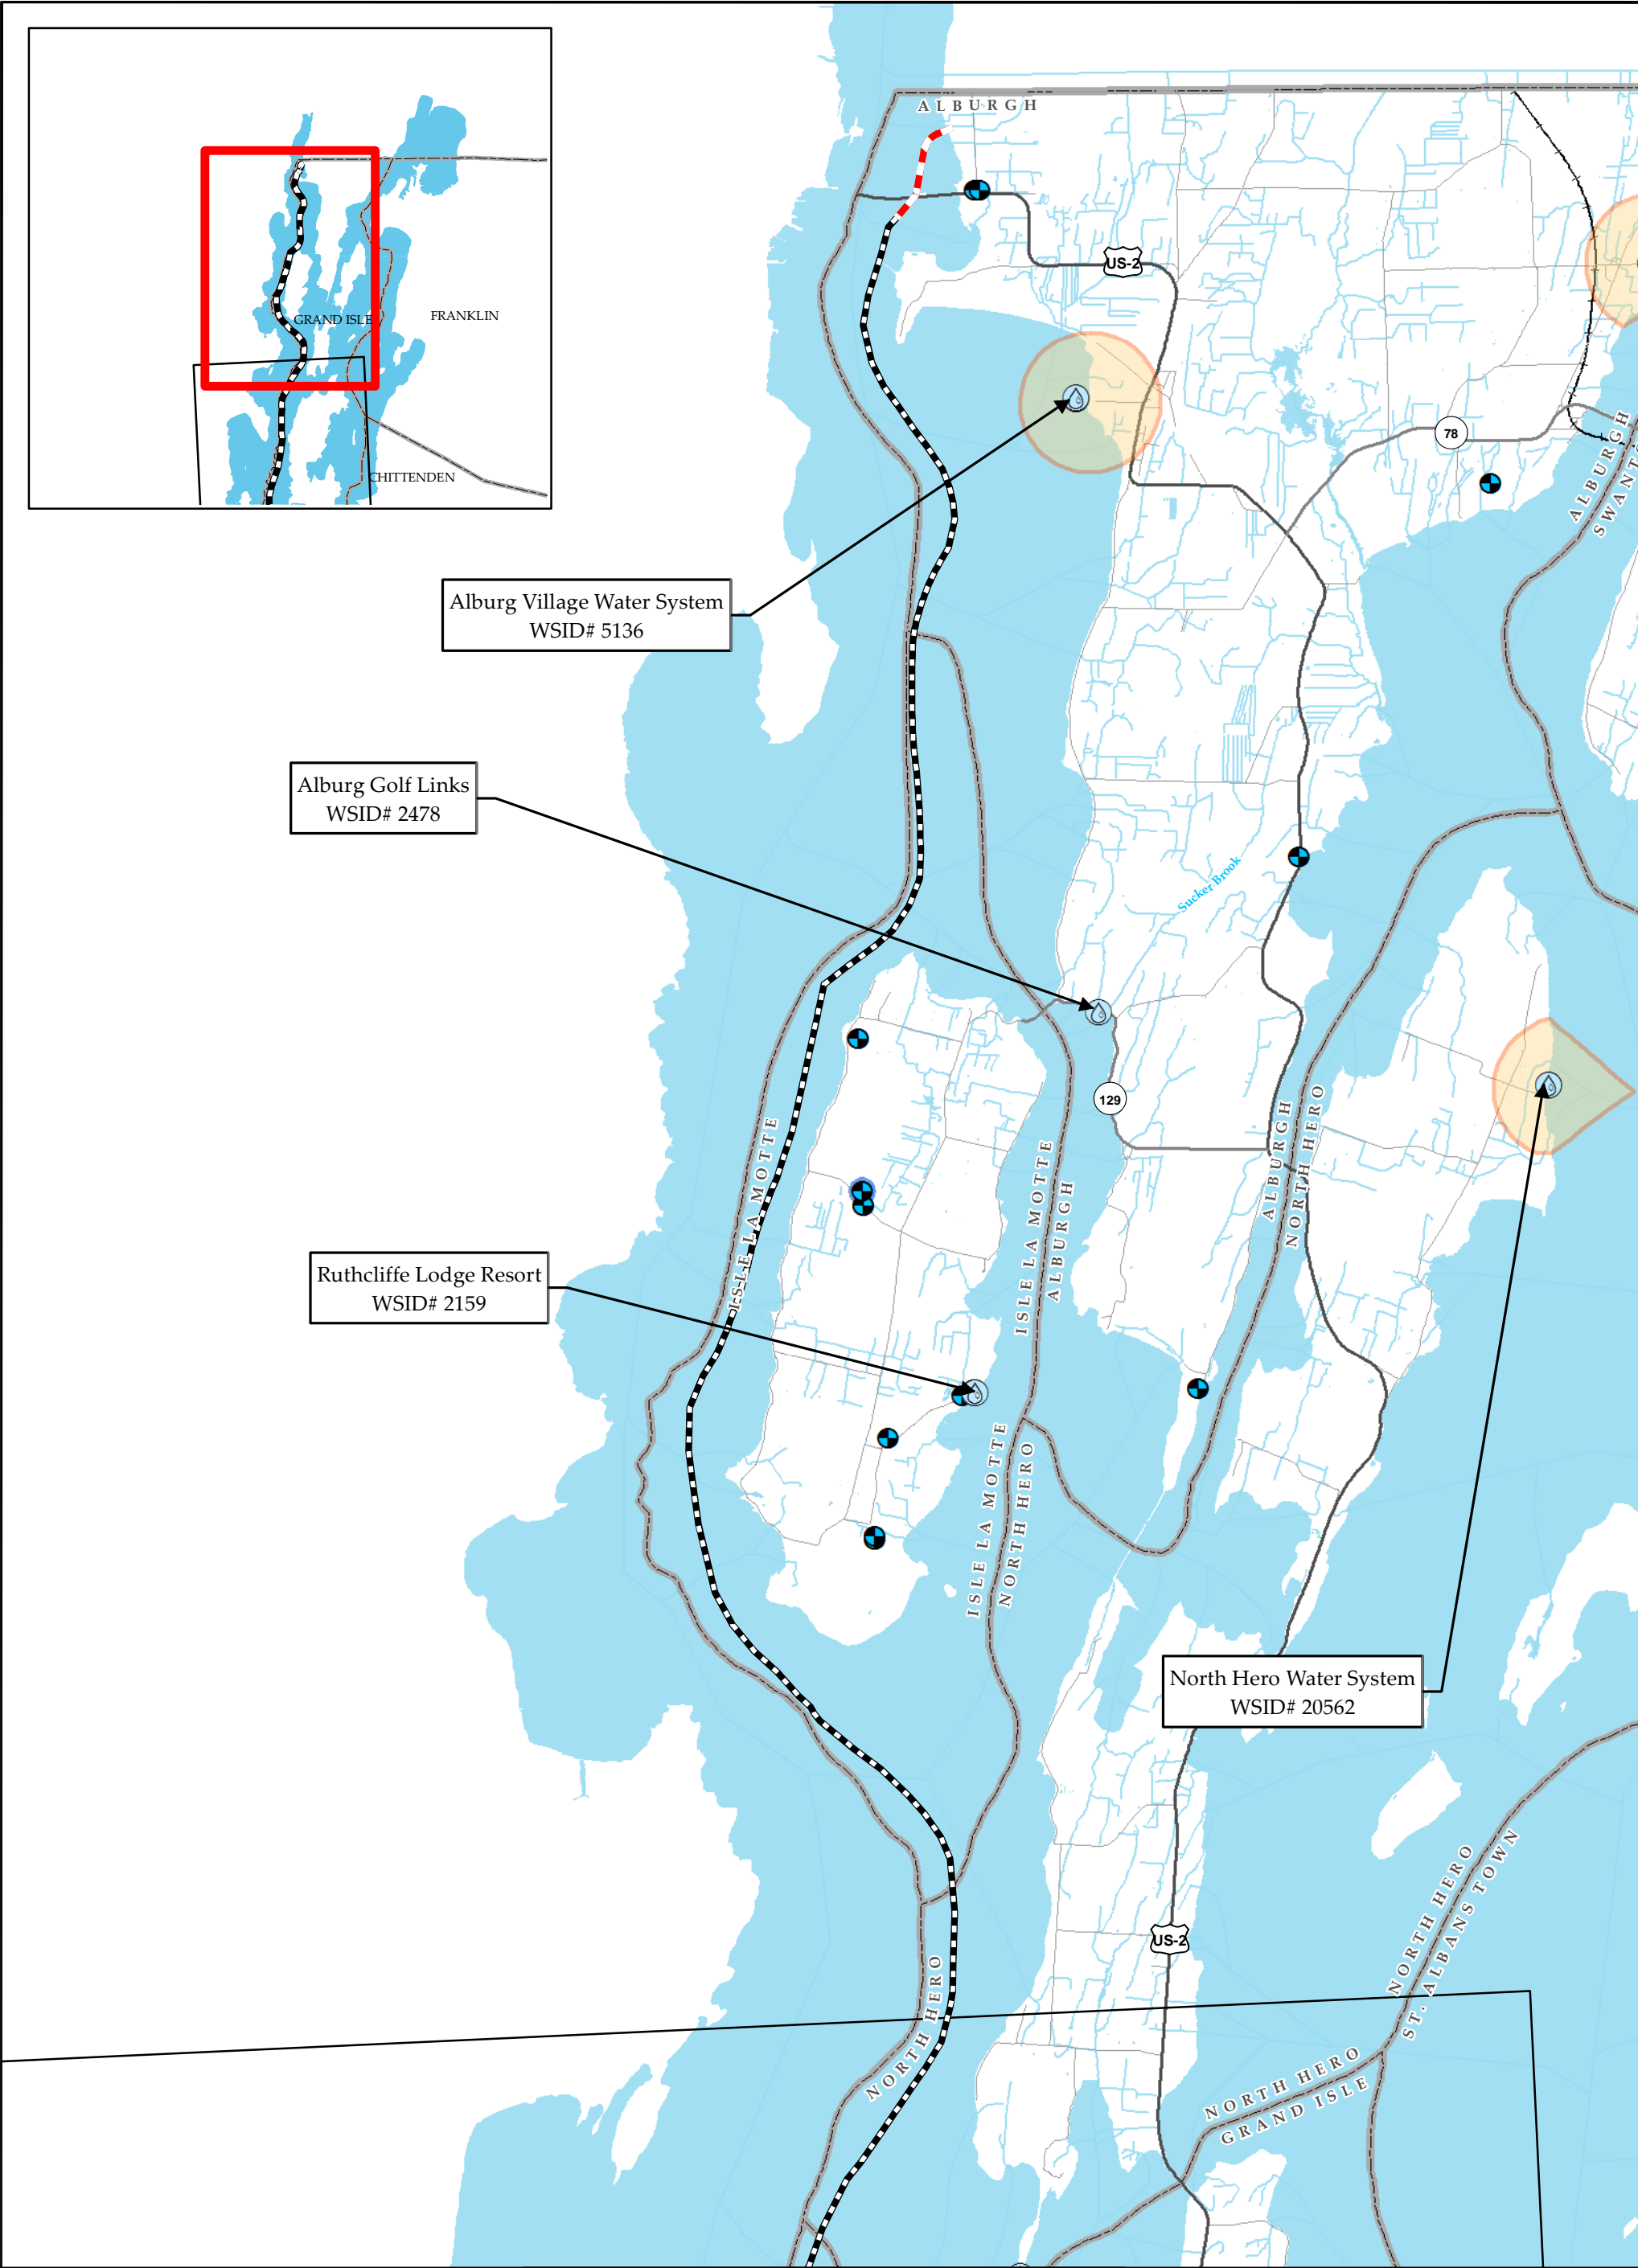 ALBURGH
US-2
GRAND ISLE
FRANKLIN
CHITTENDEN
78
ALBURGH
Alburg Village Water System
WSID# 5136
Alburg Golf Links
WSID# 2478
Sucker Brook
129
ISLE LA MOTTE
ISLE LA MOTTE
ALBURGH
ALBURGH
NORTH HERO
Ruthcliffe Lodge Resort
WSID# 2159
ISLE LA MOTTE
NORTH HERO
North Hero Water System
WSID# 20562
US-2
NORTH HERO
ST. ALBANS TOWN
NORTH HERO
NORTH HERO
GRAND ISLE